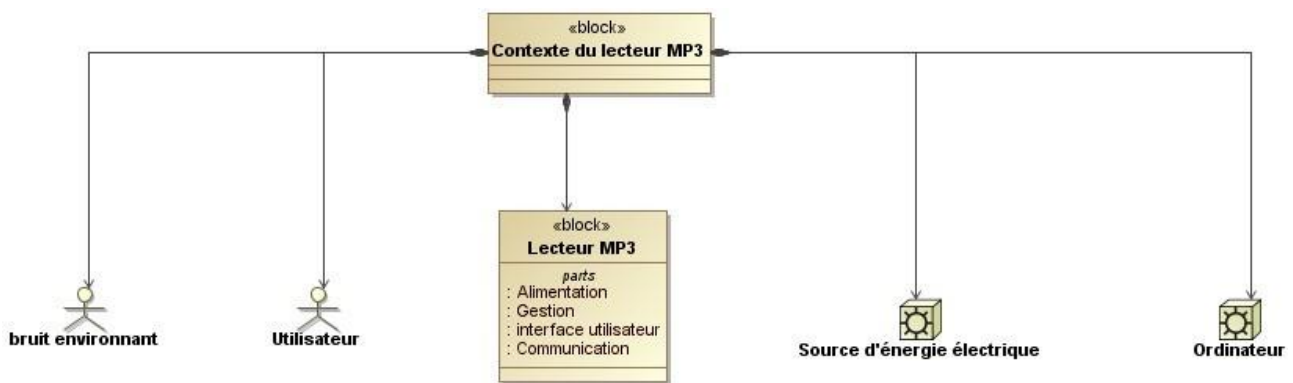 «block»
Contexte du lecteur MP3
«block»
Lecteur MP3
parts
: Alimentation
: Gestion
: interface utilisateur
: Communication
bruit environnant
Utilisateur
Source d'énergie électrique
Ordinateur